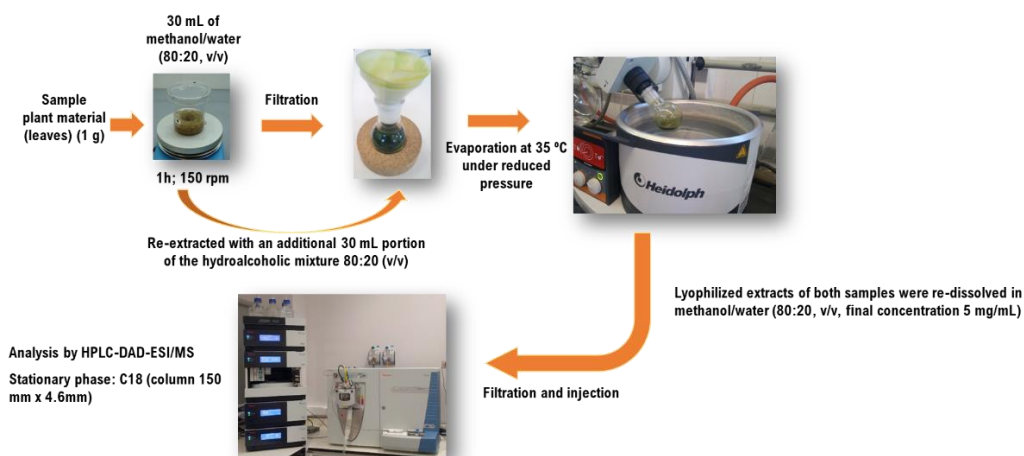 30 mL of
methanol/water
(80:20, v/v)
Sample
plant material
(leaves) (1 g)
Filtration
1h; 150 rpm
Evaporation at 35 ºC
under reduced
pressure
Heidolph
Re-extracted with an additional 30 mL portion
of the hydroalcoholic mixture 80:20 (v/v)
Lyophilized extracts of both samples were re-dissolved in
methanol/water (80:20, v/v, final concentration 5 mg/mL)
Analysis by HPLC-DAD-ESI/MS
Stationary phase: C18 (column 150
mm x 4.6mm)
Filtration and injection